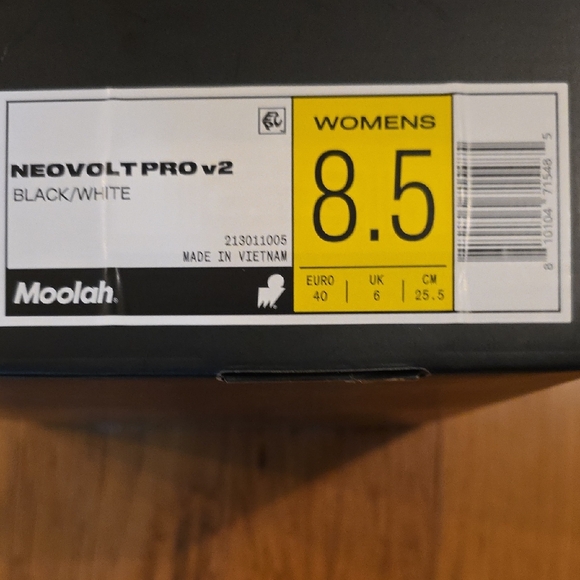 NEOVOLT PRO v2
BLACK/WHITE
213011005
MADE IN VIETNAM
Moolah®
WOMENS
8.5
EURO UK CM
40 6 25.5
8 10104 71548 5